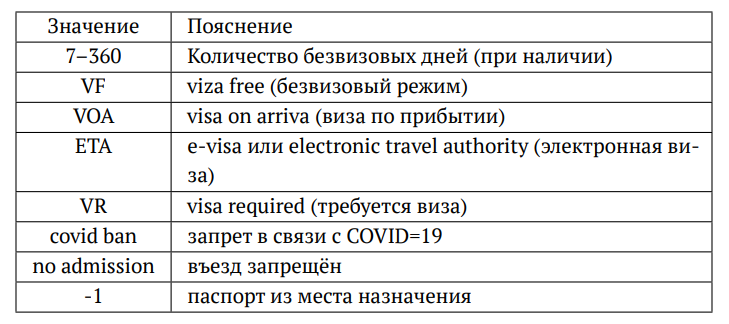 Значение Пояснение
7–360 Количество безвизовых дней (при наличии)
VF viza free (безвизовый режим)
VOA visa on arriva (виза по прибытии)
ETA e-visa или electronic travel authority (электронная ви-
за)
VR visa required (требуется виза)
covid ban запрет в связи с COVID=19
no admission въезд запрещён
-1 паспорт из места назначения